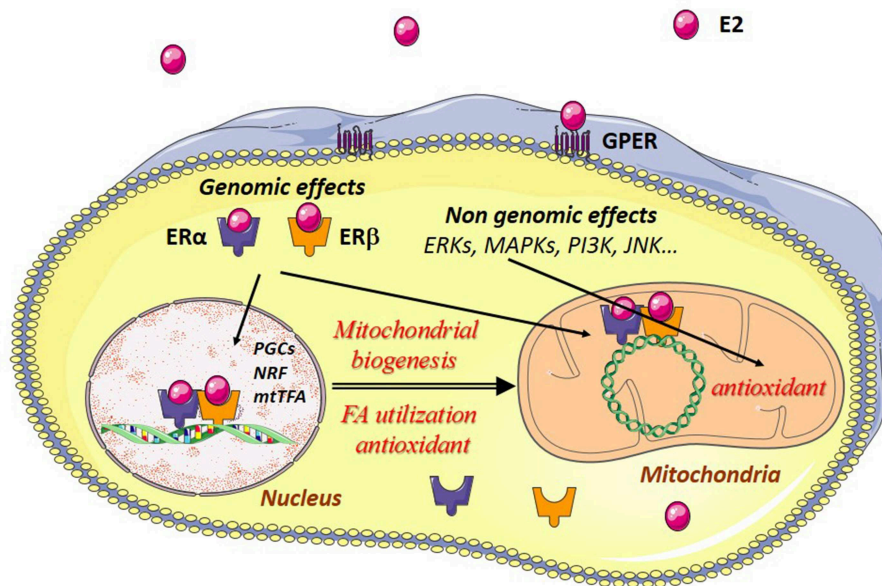 E2
GPER
Genomic effects
ERα
ERβ
Non genomic effects
ERKs, MAPKs, PI3K, JNK...
PGCs
NRF
mtTFA
Mitochondrial
biogenesis
FA utilization
antioxidant
antioxidant
Nucleus
Mitochondria